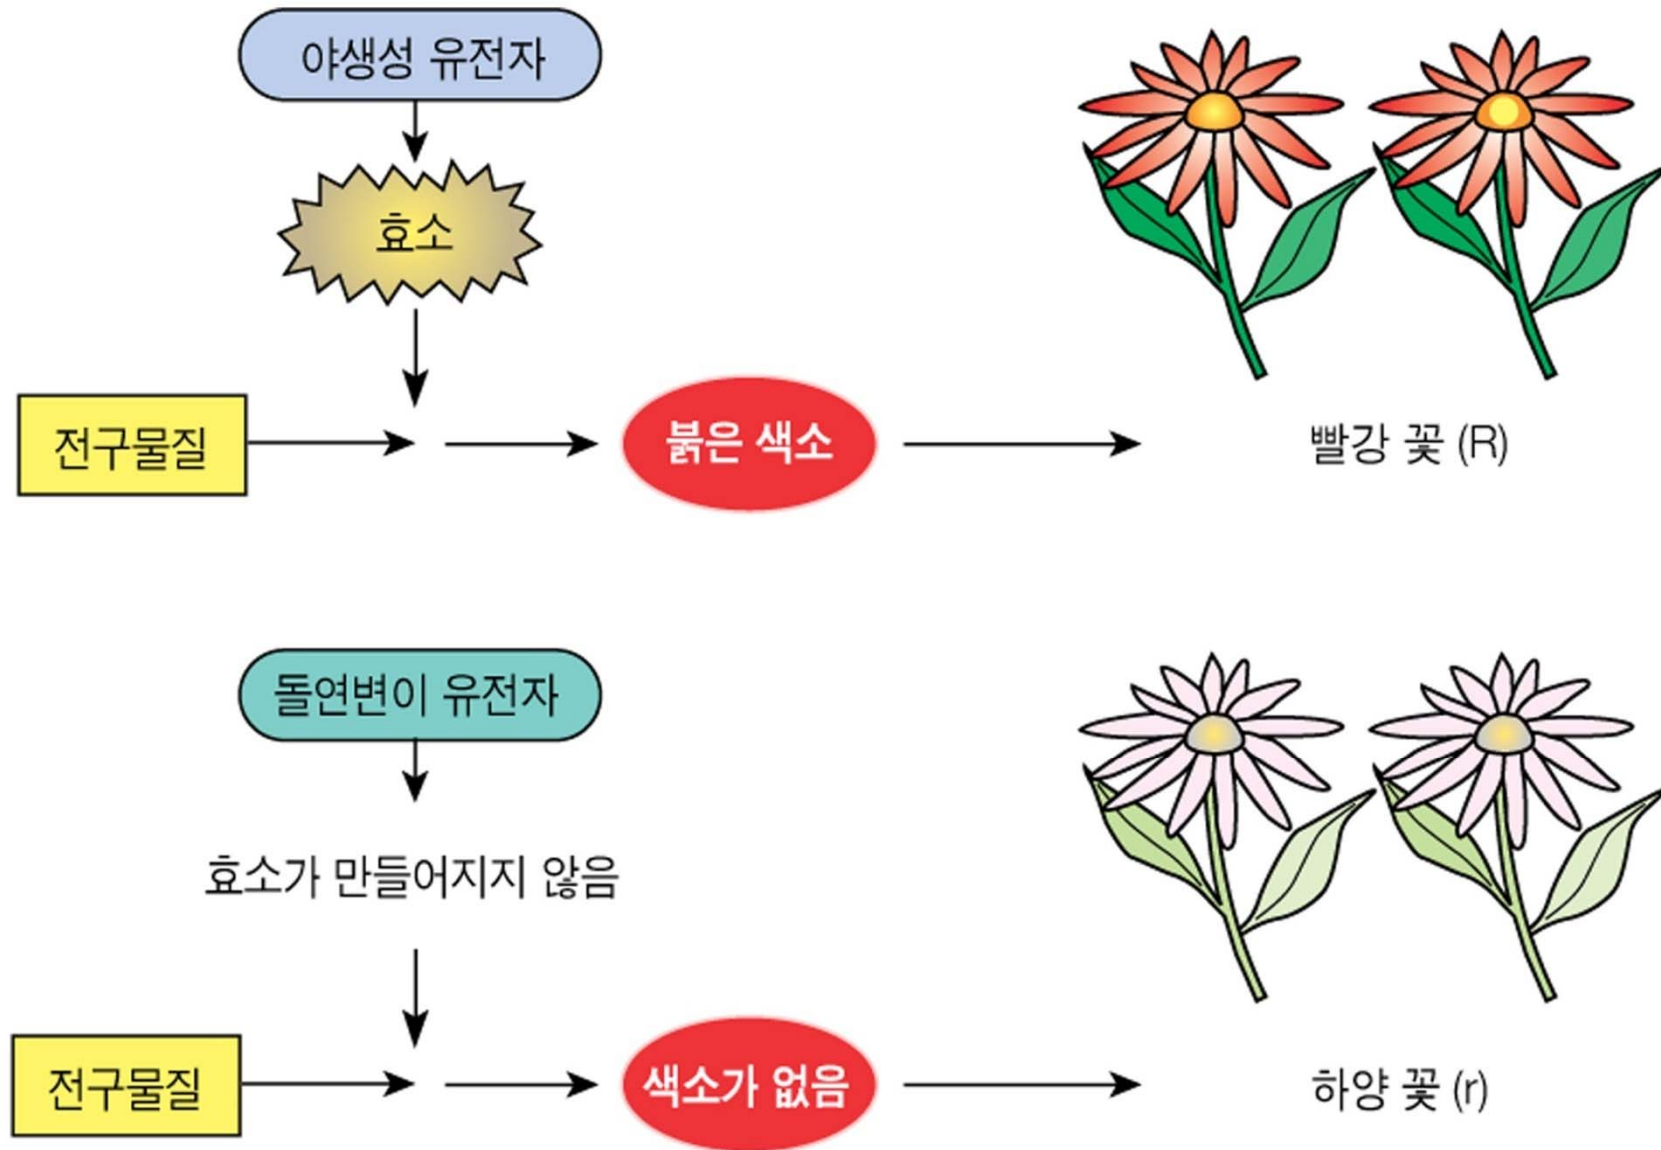 야생성 유전자
효소
전구물질
붉은 색소
빨강 꽃 (R)
돌연변이 유전자
효소가 만들어지지 않음
전구물질
색소가 없음
하양 꽃 (r)